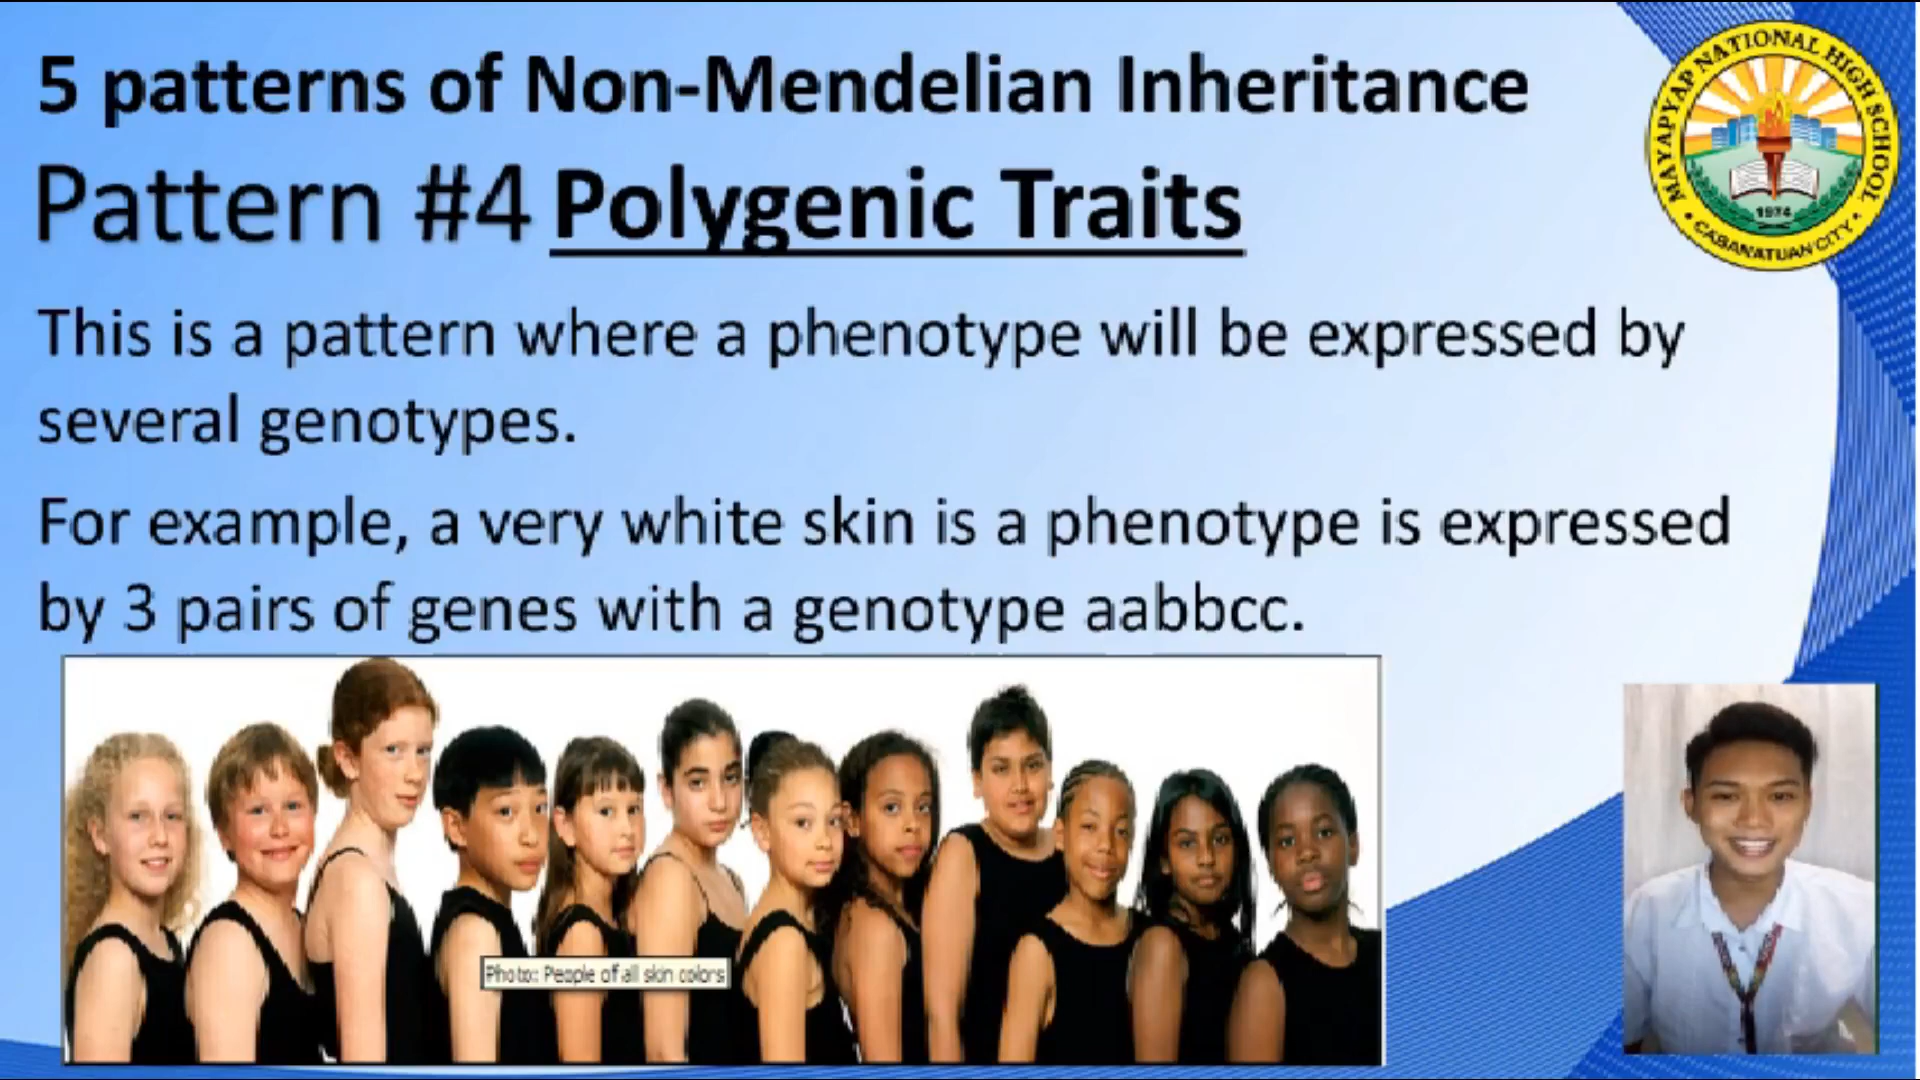 5 patterns of Non-Mendelian Inheritance
Pattern #4 Polygenic Traits
This is a pattern where a phenotype will be expressed by
several genotypes.
For example, a very white skin is a phenotype is expressed
by 3 pairs of genes with a genotype aabbcc.
Photo: People of all skin colors
MAYAPYAP NATIONAL HIGH SCHOOL
1974
CABANATUAN CITY